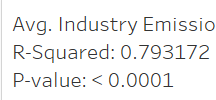 Avg. Industry Emissio
R-Squared: 0.793172
P-value: < 0.0001